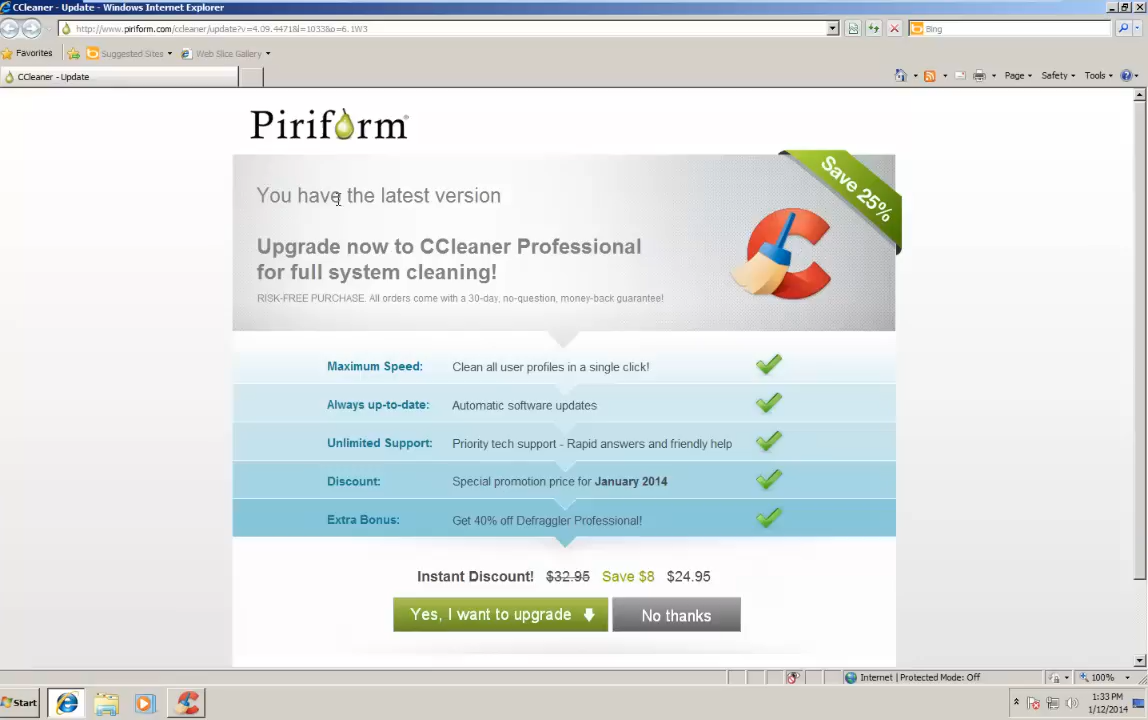 CCleaner - Update - Windows Internet Explorer
http://www.piriform.com/ccleaner/update?v=4.09.4471&l=1033&o=6.1W3
Bing
Favorites
Suggested Sites
Web Slice Gallery
CCleaner - Update
Page
Safety
Tools
Piriform
Save 25%
You have the latest version
Upgrade now to CCleaner Professional
for full system cleaning!
RISK-FREE PURCHASE. All orders come with a 30-day, no-question, money-back guarantee!
Maximum Speed: Clean all user profiles in a single click!
Always up-to-date: Automatic software updates
Unlimited Support: Priority tech support - Rapid answers and friendly help
Discount: Special promotion price for January 2014
Extra Bonus: Get 40% off Defraggler Professional!
Instant Discount! $32.95 Save $8 $24.95
Yes, I want to upgrade
No thanks
Internet | Protected Mode: Off
100%
Start
1:33 PM
1/12/2014